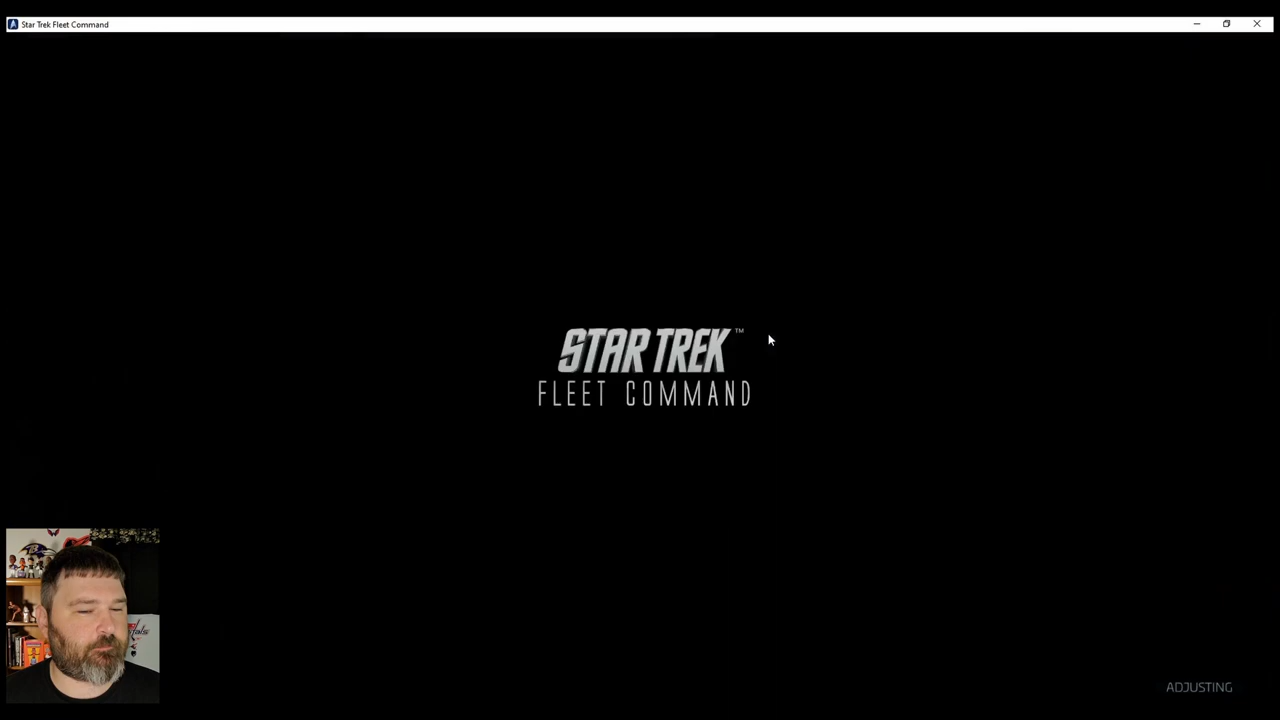 Star Trek Fleet Command
STAR TREK™
FLEET COMMAND
ADJUSTING